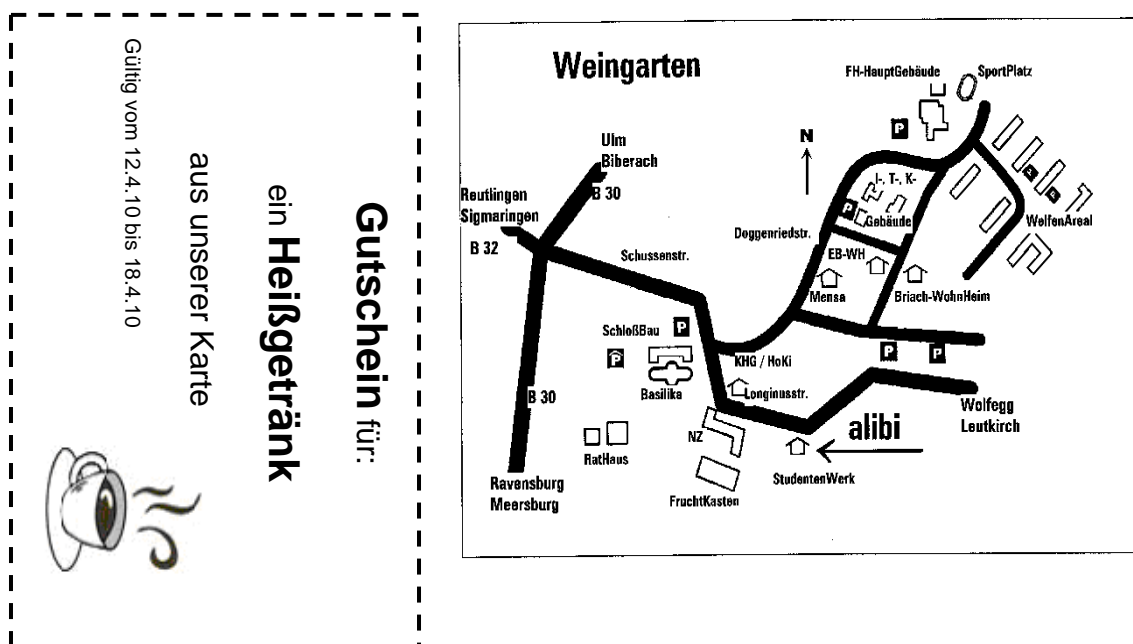 Gutschein für:
ein Heißgetränk
aus unserer Karte
Gültig vom 12.4.10 bis 18.4.10
Weingarten
FH-HauptGebäude
SportPlatz
P
N
Ulm
Biberach
B 30
Reutlingen
Sigmaringen
B 32
I-, T-, K-
Gebäude
P
P
P
WelfenAreal
Doggenriedstr.
Schussenstr.
EB-WH
Mensa
Briach-WohnHeim
SchloßBau
P
P
Basilika
KHG / HoKi
P
P
Longinusstr.
B 30
Wolfegg
Leutkirch
alibi
NZ
RatHaus
StudentenWerk
Ravensburg
Meersburg
FruchtKasten